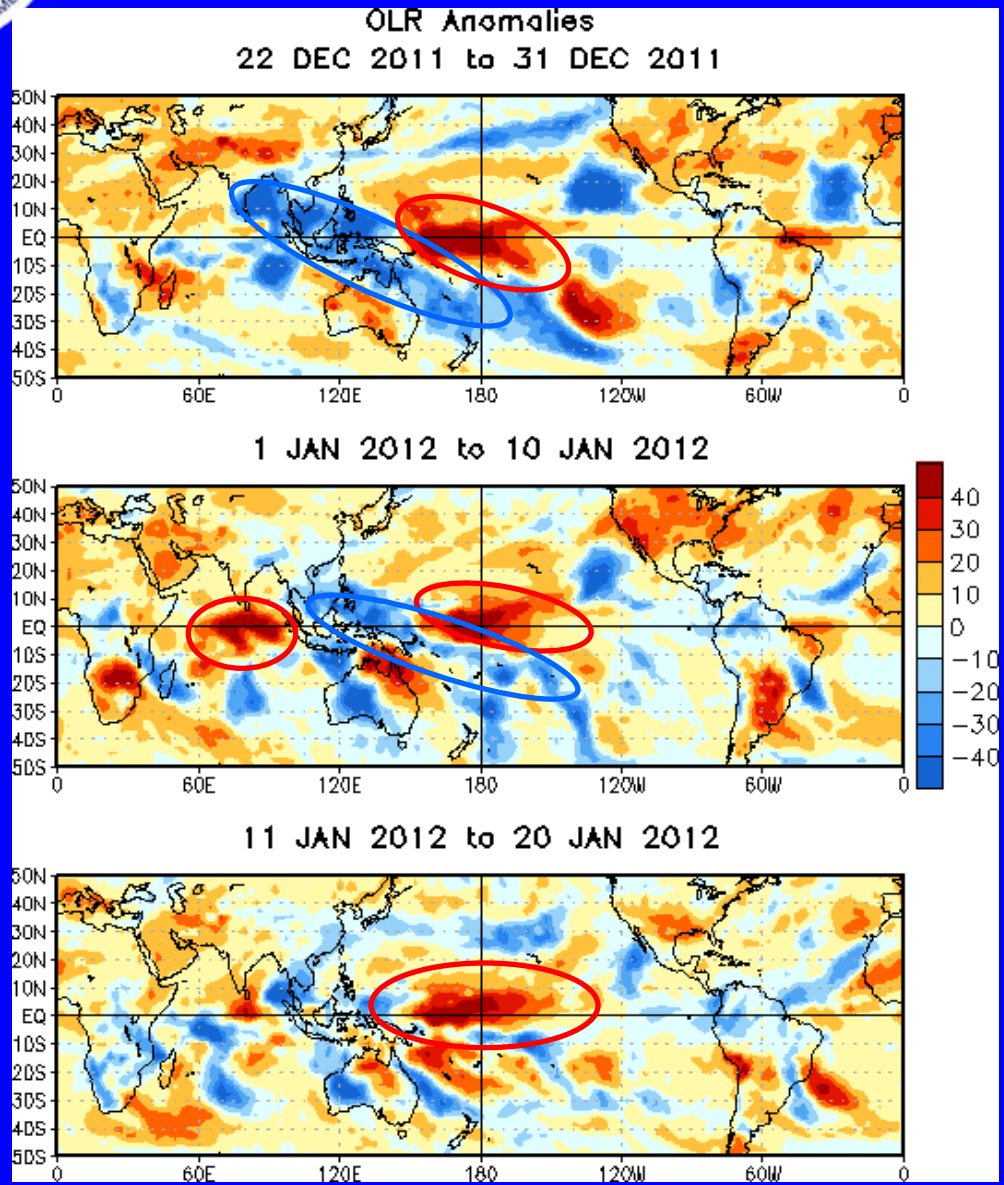 OLR Anomalies
22 DEC 2011 to 31 DEC 2011
50N
40N
30N
20N
10N
EQ
10S
20S
30S
40S
50S
0 60E 120E 180 120W 60W 0
1 JAN 2012 to 10 JAN 2012
50N
40N
30N
20N
10N
EQ
10S
20S
30S
40S
50S
0 60E 120E 180 120W 60W 0
40
30
20
10
0
-10
-20
-30
-40
11 JAN 2012 to 20 JAN 2012
50N
40N
30N
20N
10N
EQ
10S
20S
30S
40S
50S
0 60E 120E 180 120W 60W 0